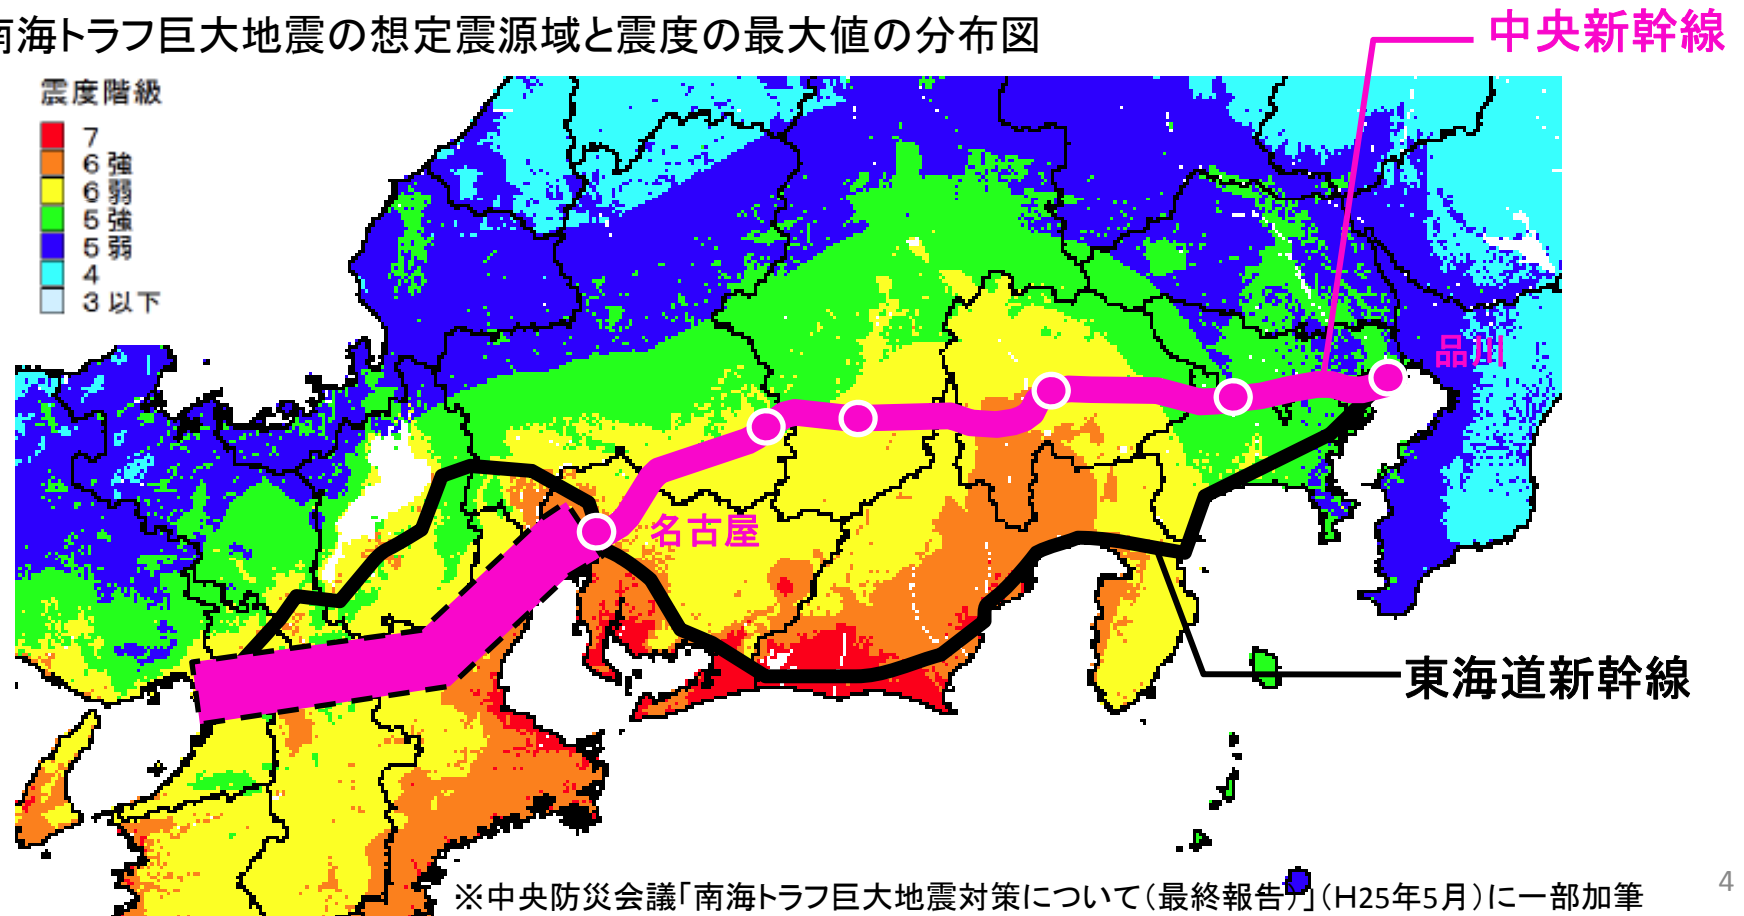 南海トラフ巨大地震の想定震源域と震度の最大値の分布図
中央新幹線
震度階級
7
6強
6弱
5強
5弱
4
3以下
品川
名古屋
東海道新幹線
※中央防災会議「南海トラフ巨大地震対策について(最終報告)」(H25年5月)に一部加筆
4